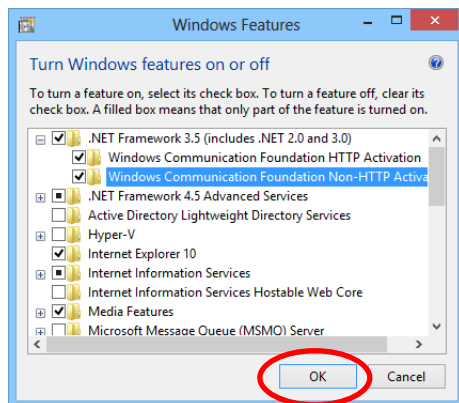 Windows Features
Turn Windows features on or off
To turn a feature on, select its check box. To turn a feature off, clear its
check box. A filled box means that only part of the feature is turned on.
.NET Framework 3.5 (includes .NET 2.0 and 3.0)
Windows Communication Foundation HTTP Activation
Windows Communication Foundation Non-HTTP Activa
.NET Framework 4.5 Advanced Services
Active Directory Lightweight Directory Services
Hyper-V
Internet Explorer 10
Internet Information Services
Internet Information Services Hostable Web Core
Media Features
Microsoft Message Queue (MSMQ) Server
OK
Cancel